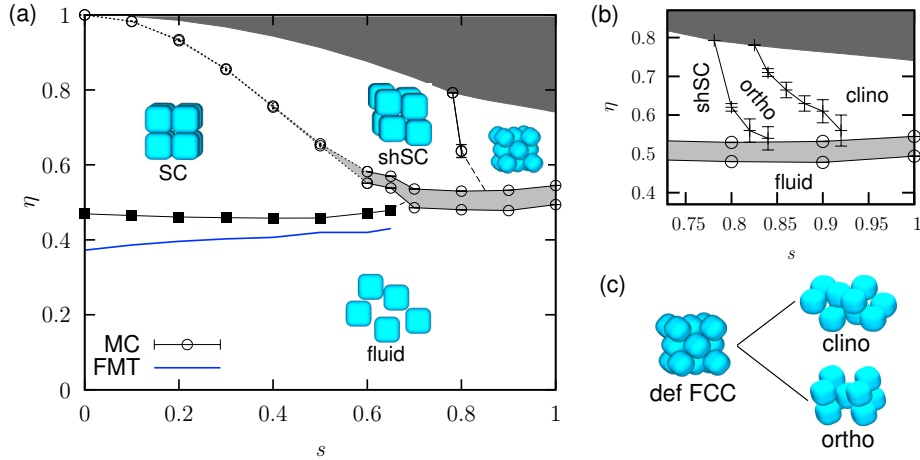 (a)
1
0.8
0.6
0.4
0.2
0
η
SC
shSC
fluid
MC
FMT
0 0.2 0.4 0.6 0.8 1
s
(b)
0.8
0.7
0.6
0.5
0.4
η
shSC
ortho
clino
fluid
0.75 0.8 0.85 0.9 0.95 1
s
(c)
def FCC
clino
ortho